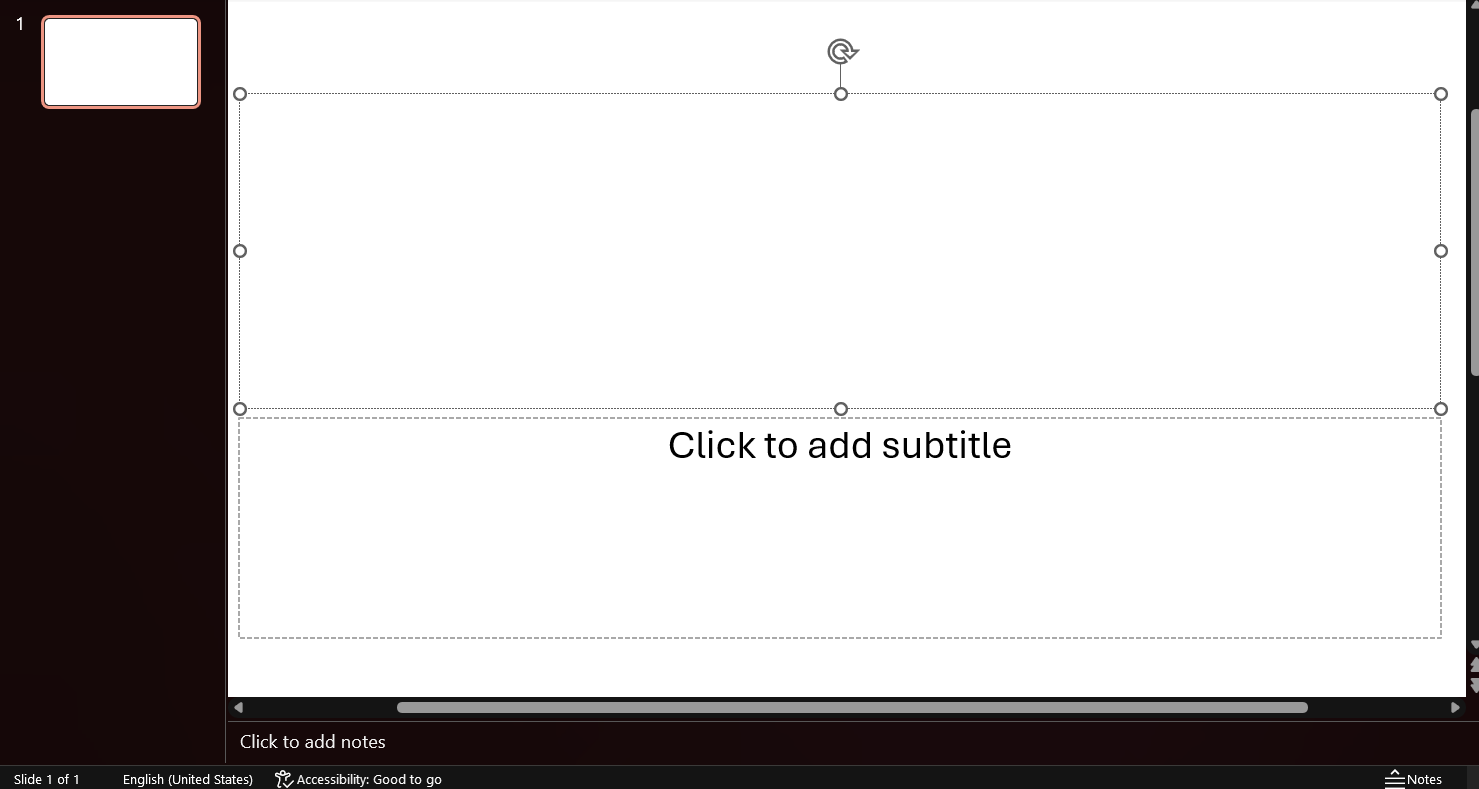 1
Click to add subtitle
Click to add notes
Slide 1 of 1
English (United States)
Accessibility: Good to go
Notes